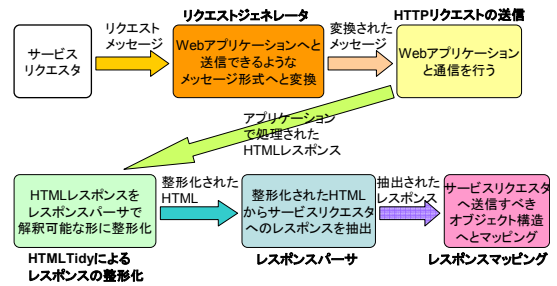 リクエストジェネレータ
HTTPリクエストの送信
サービス
リクエスタ
リクエスト
メッセージ
Webアプリケーションへと
送信できるような
メッセージ形式へと変換
変換された
メッセージ
Webアプリケーション
と通信を行う
アプリケーション
で処理された
HTMLレスポンス
HTMLレスポンスを
レスポンスパーサで
解釈可能な形に整形化
整形化された
HTML
整形化されたHTML
からサービスリクエスタ
へのレスポンスを抽出
抽出された
レスポンス
サービスリクエスタ
へ送信すべき
オブジェクト構造
へとマッピング
HTMLTidyによる
レスポンスの整形化
レスポンスパーサ
レスポンスマッピング